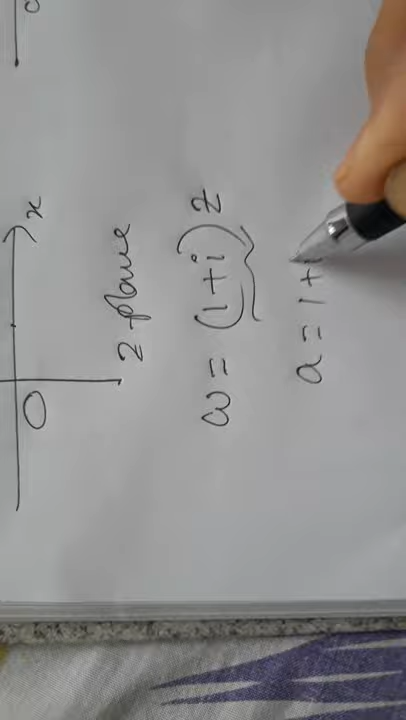 x
O
z-plane
w = (1+i) z
a = 1+i